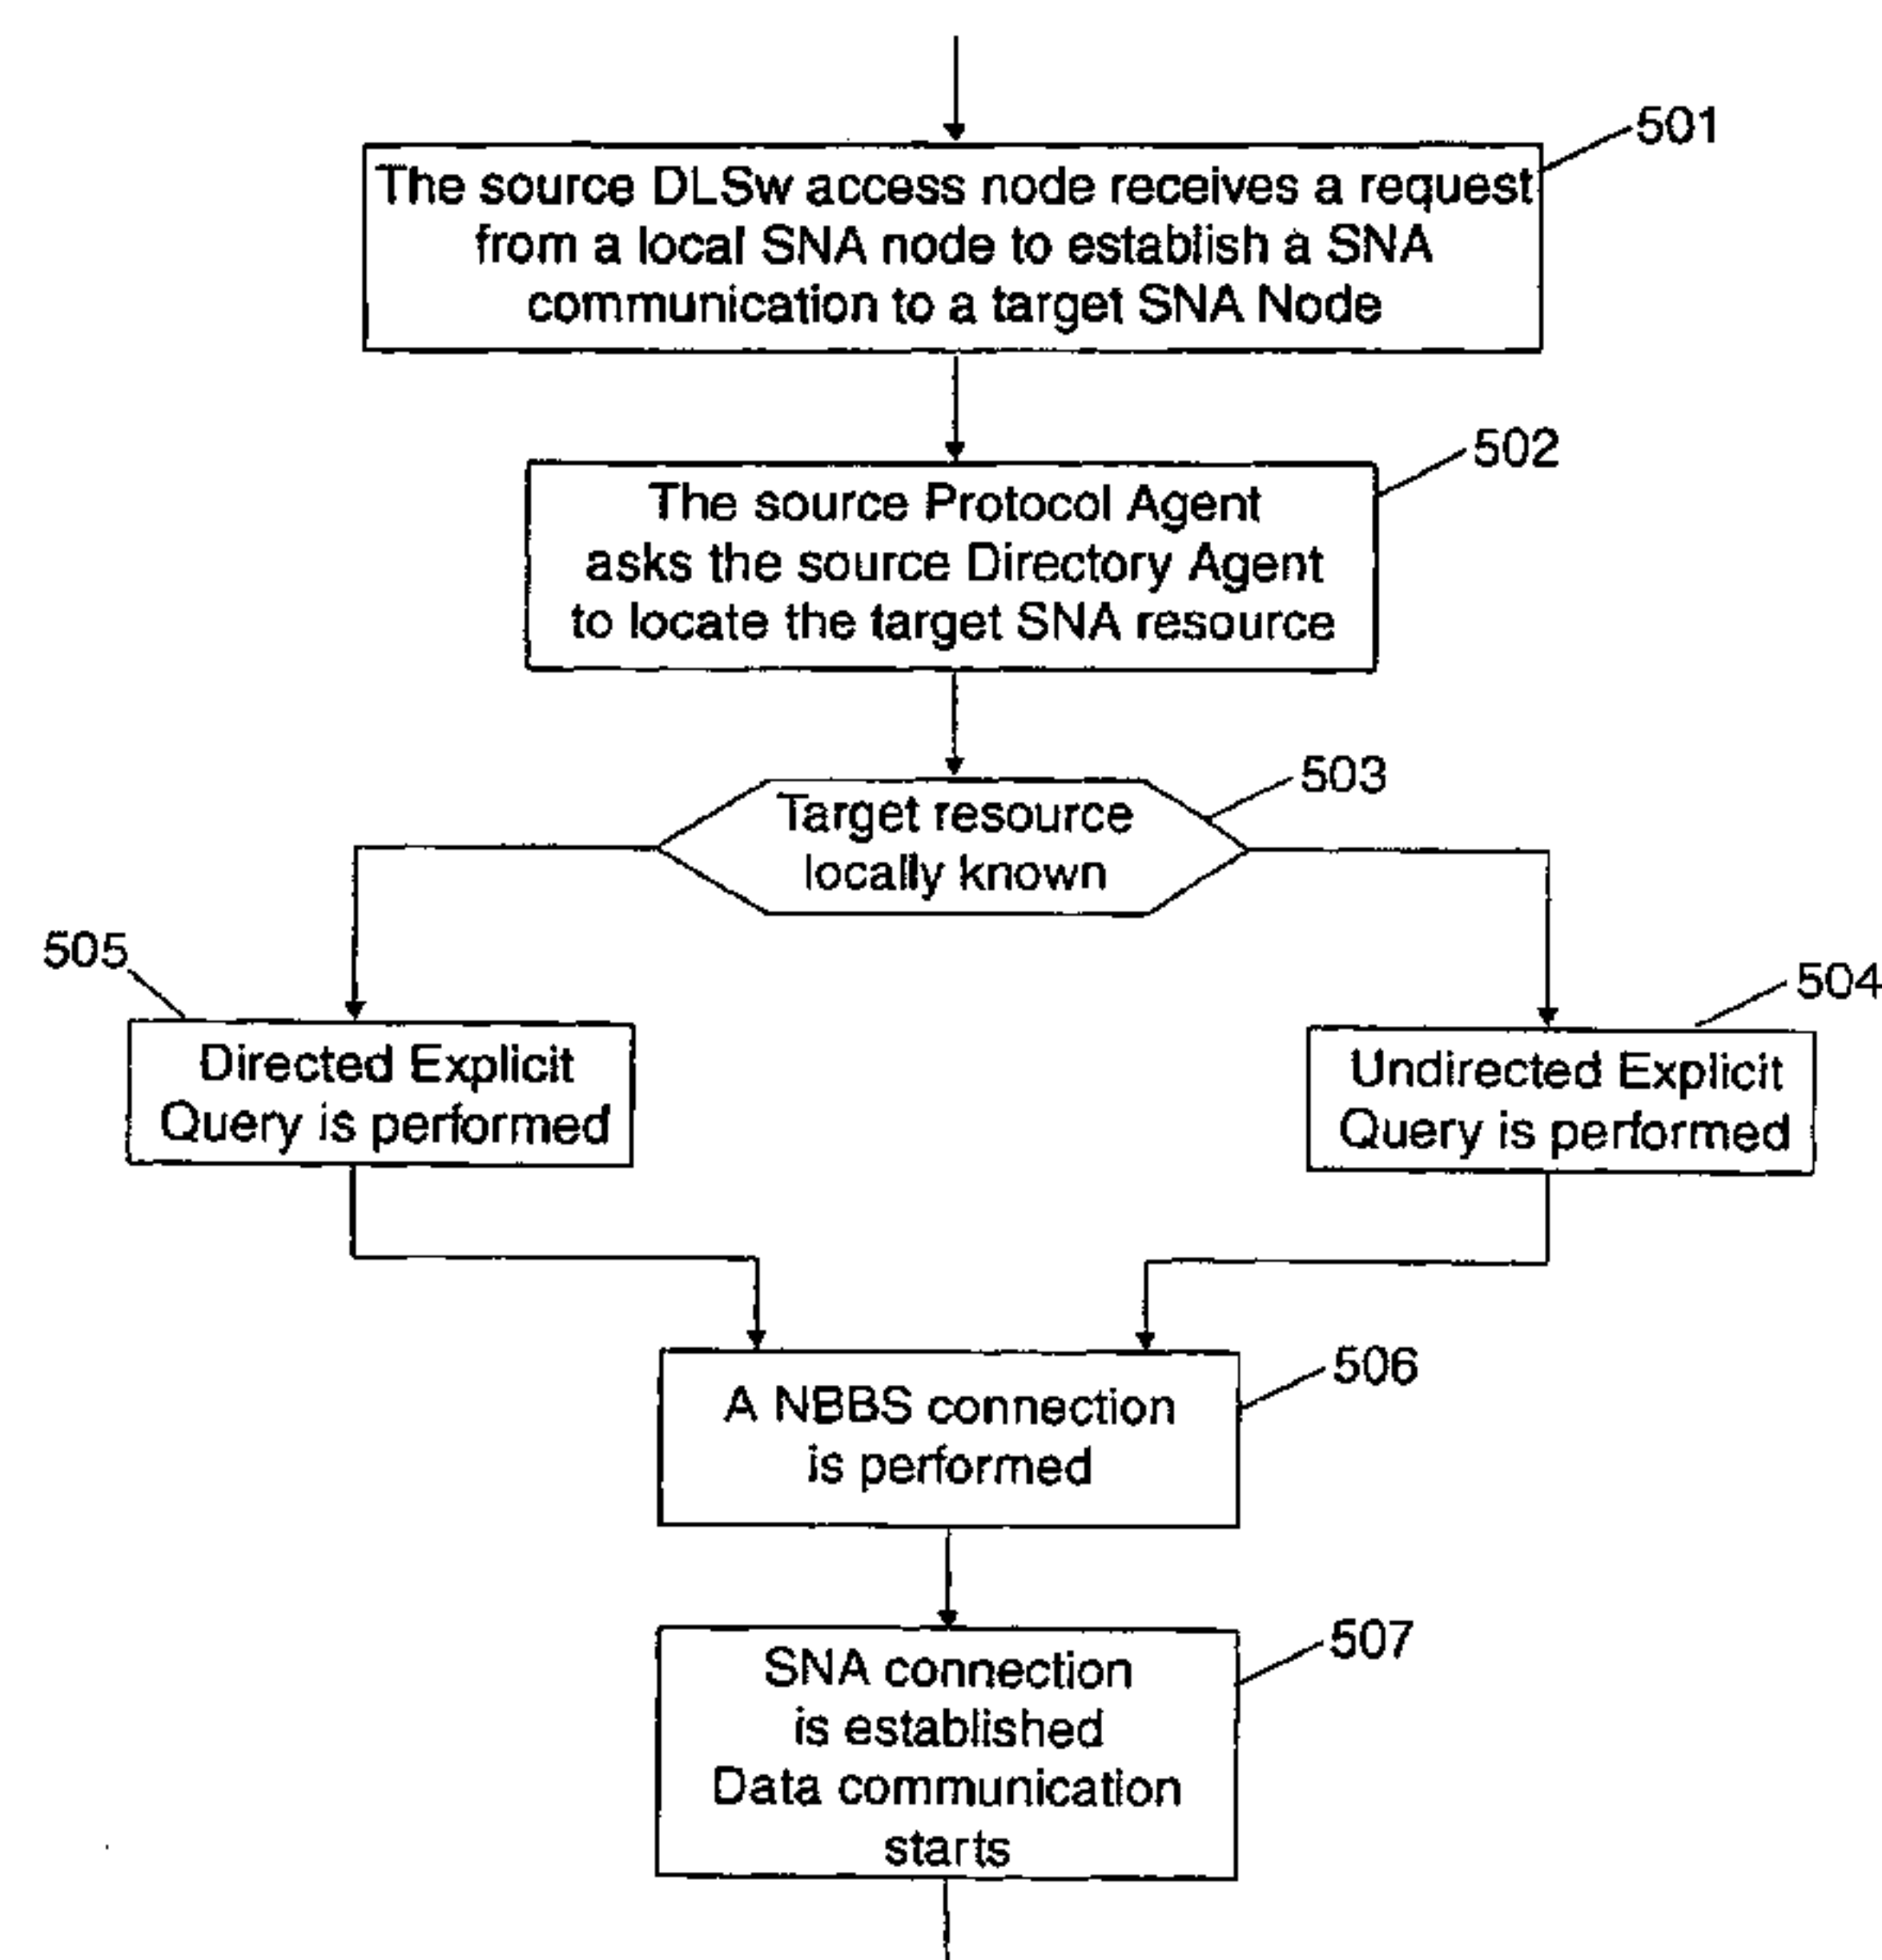 501
The source DLSw access node receives a request
from a local SNA node to establish a SNA
communication to a target SNA Node
502
The source Protocol Agent
asks the source Directory Agent
to locate the target SNA resource
503
Target resource
locally known
505
504
Directed Explicit
Query is performed
Undirected Explicit
Query is performed
506
A NBBS connection
is performed
507
SNA connection
is established
Data communication
starts